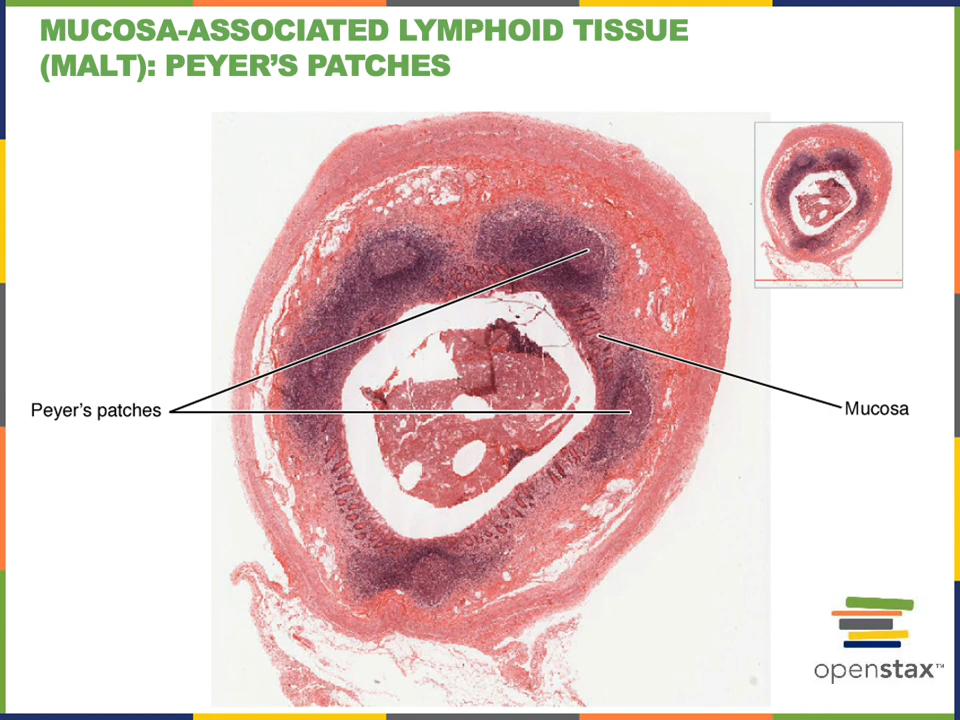 MUCOSA-ASSOCIATED LYMPHOID TISSUE
(MALT): PEYER’S PATCHES
Peyer’s patches
Mucosa
openstax™